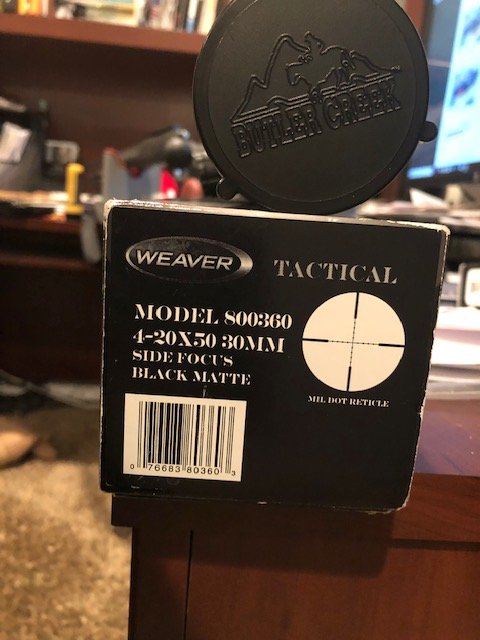 BUTLER CREEK
WEAVER
TACTICAL
MODEL 800360
4-20X50 30MM
SIDE FOCUS
BLACK MATTE
MIL DOT RETICLE
0 76683 80360 3